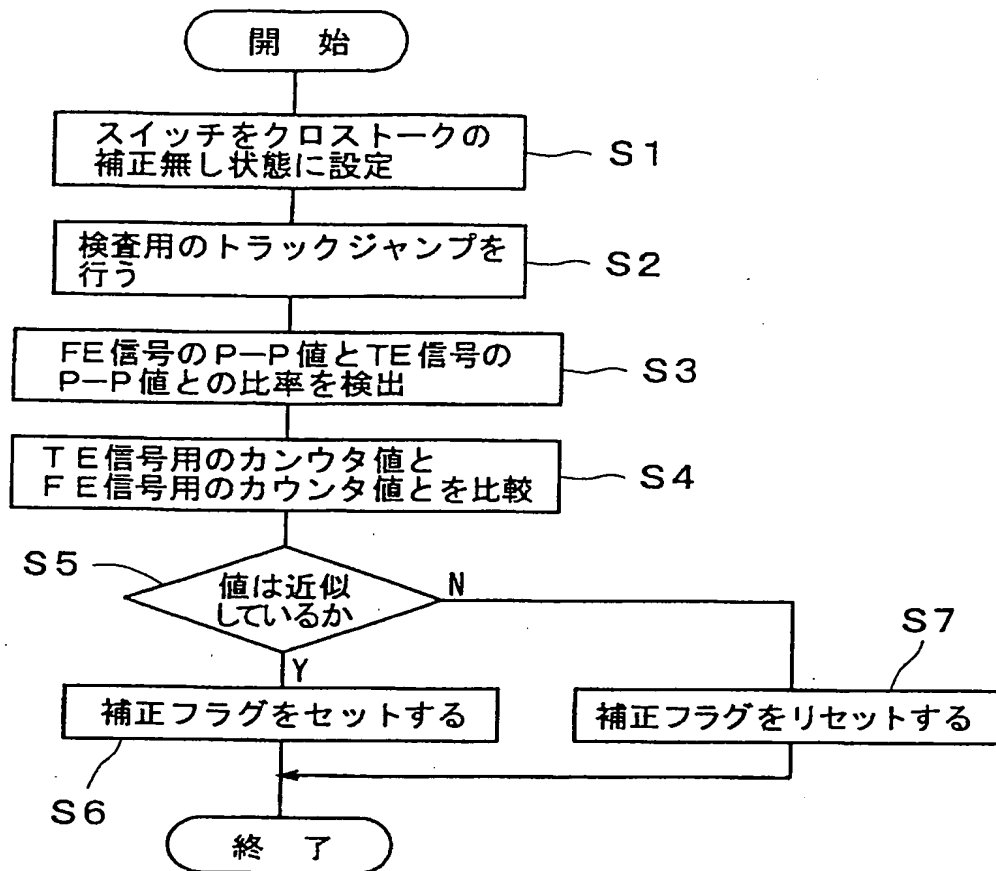 開 始
スイッチをクロストークの
補正無し状態に設定
S1
検査用のトラックジャンプを
行う
S2
FE信号のP−P値とTE信号の
P−P値との比率を検出
S3
TE信号用のカンウタ値と
FE信号用のカウンタ値とを比較
S4
S5
値は近似
しているか
N
Y
S7
補正フラグをセットする
補正フラグをリセットする
S6
終 了